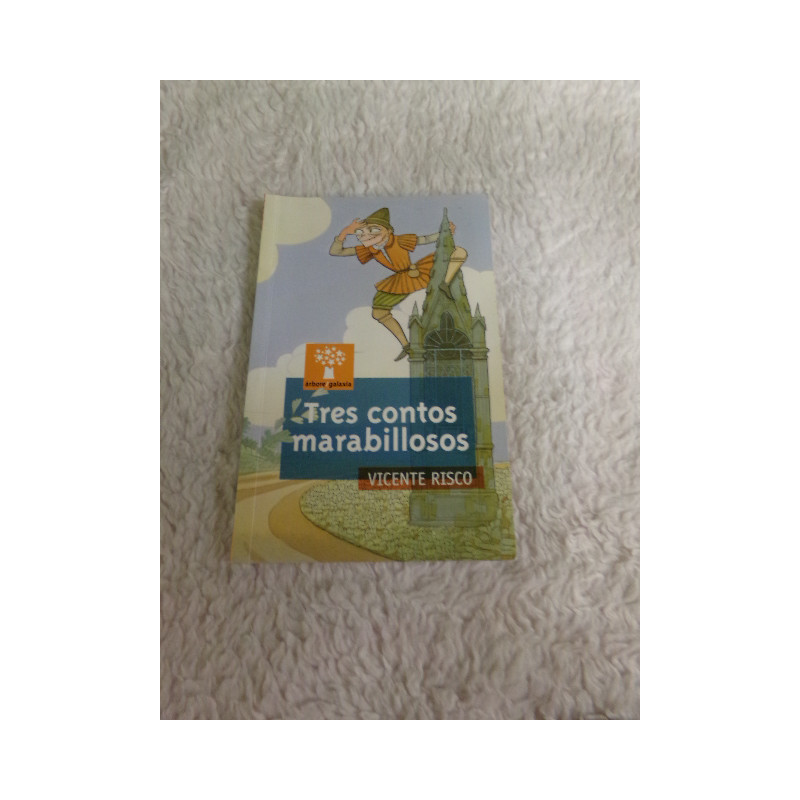 árbore galaxia
Tres contos
marabillosos
VICENTE RISCO